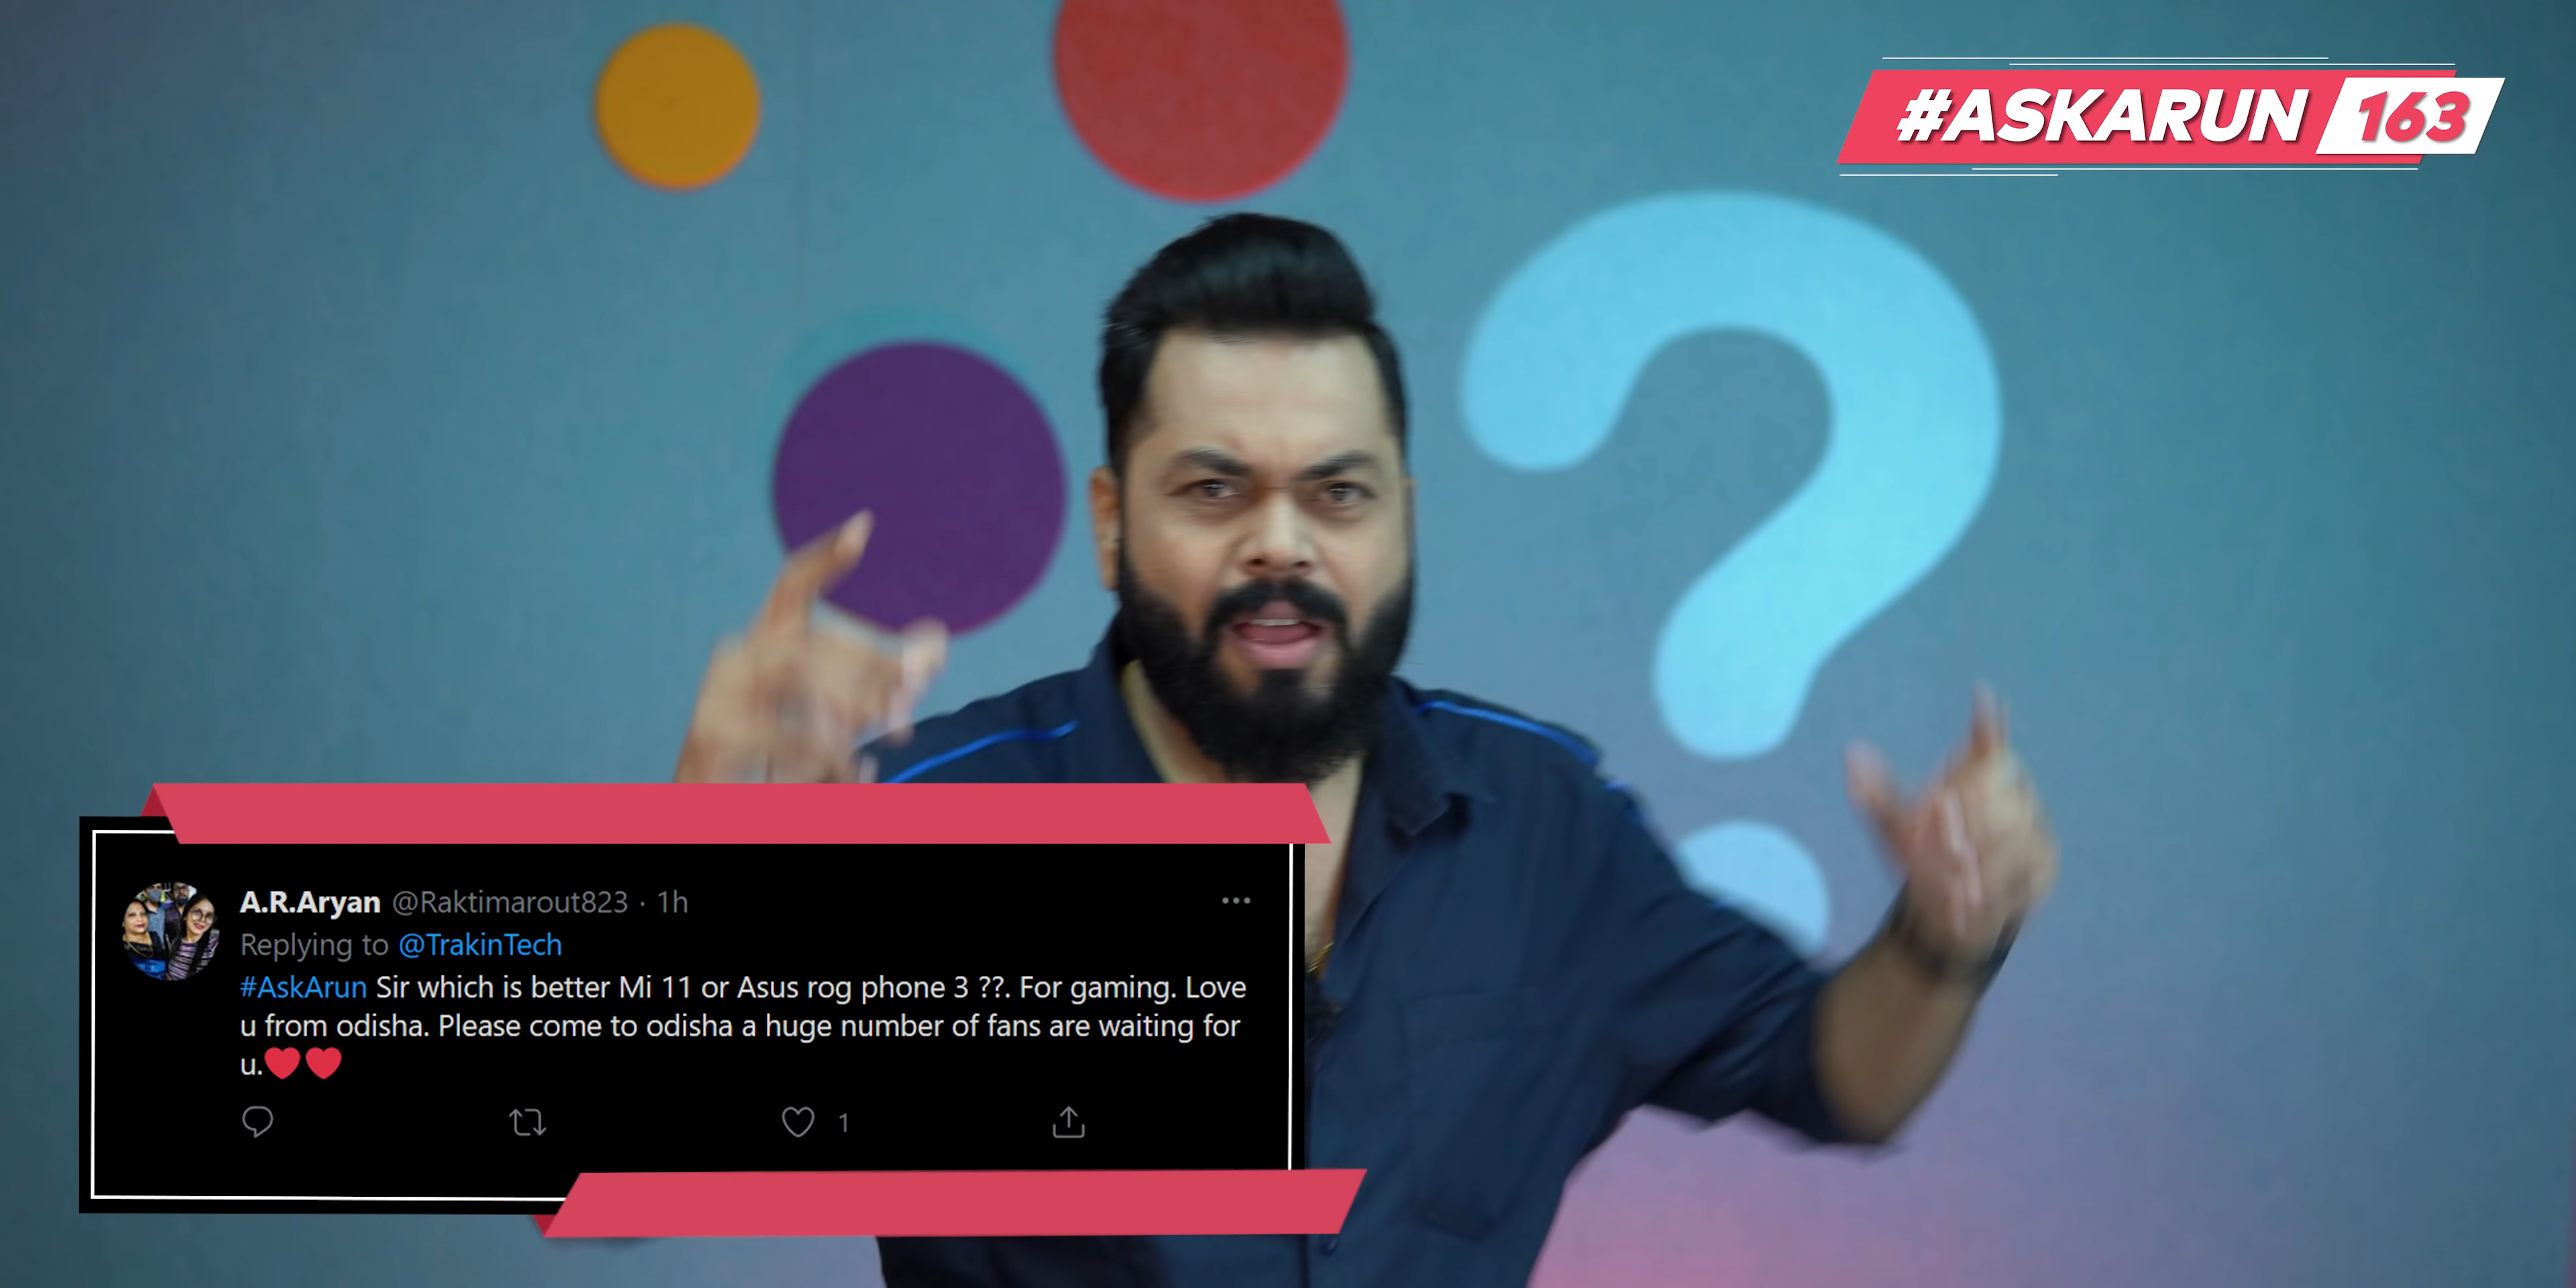 #ASKARUN 163
A.R.Aryan @Raktimarout823 · 1h
Replying to @TrakinTech
#AskArun Sir which is better Mi 11 or Asus rog phone 3 ??. For gaming. Love
u from odisha. Please come to odisha a huge number of fans are waiting for
u.❤❤
1